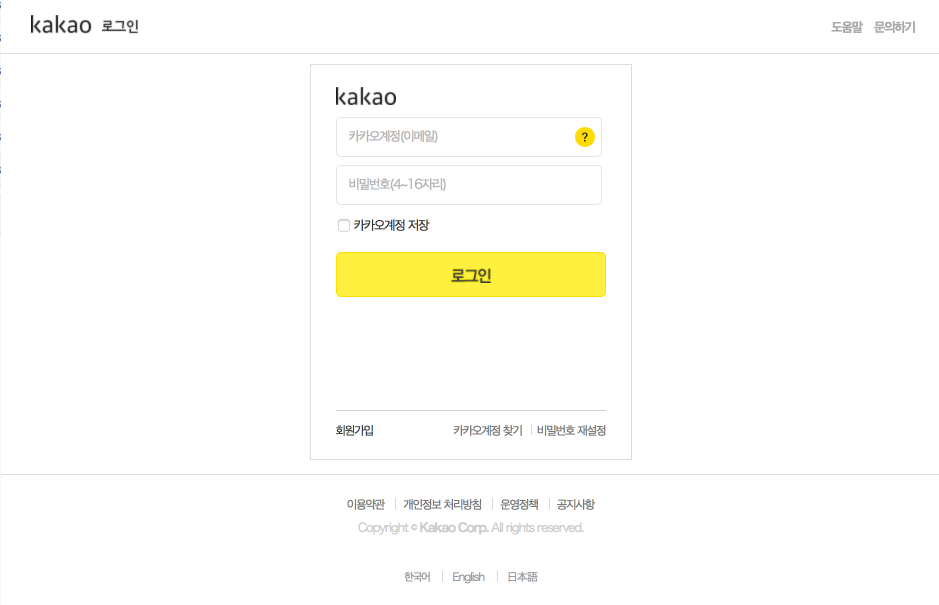 kakao 로그인
도움말 문의하기
kakao
카카오계정(이메일) ?
비밀번호(4~16자리)
카카오계정 저장
로그인
회원가입 카카오계정 찾기 비밀번호 재설정
이용약관 개인정보 처리방침 운영정책 공지사항
Copyright © Kakao Corp. All rights reserved.
한국어 English 日本語